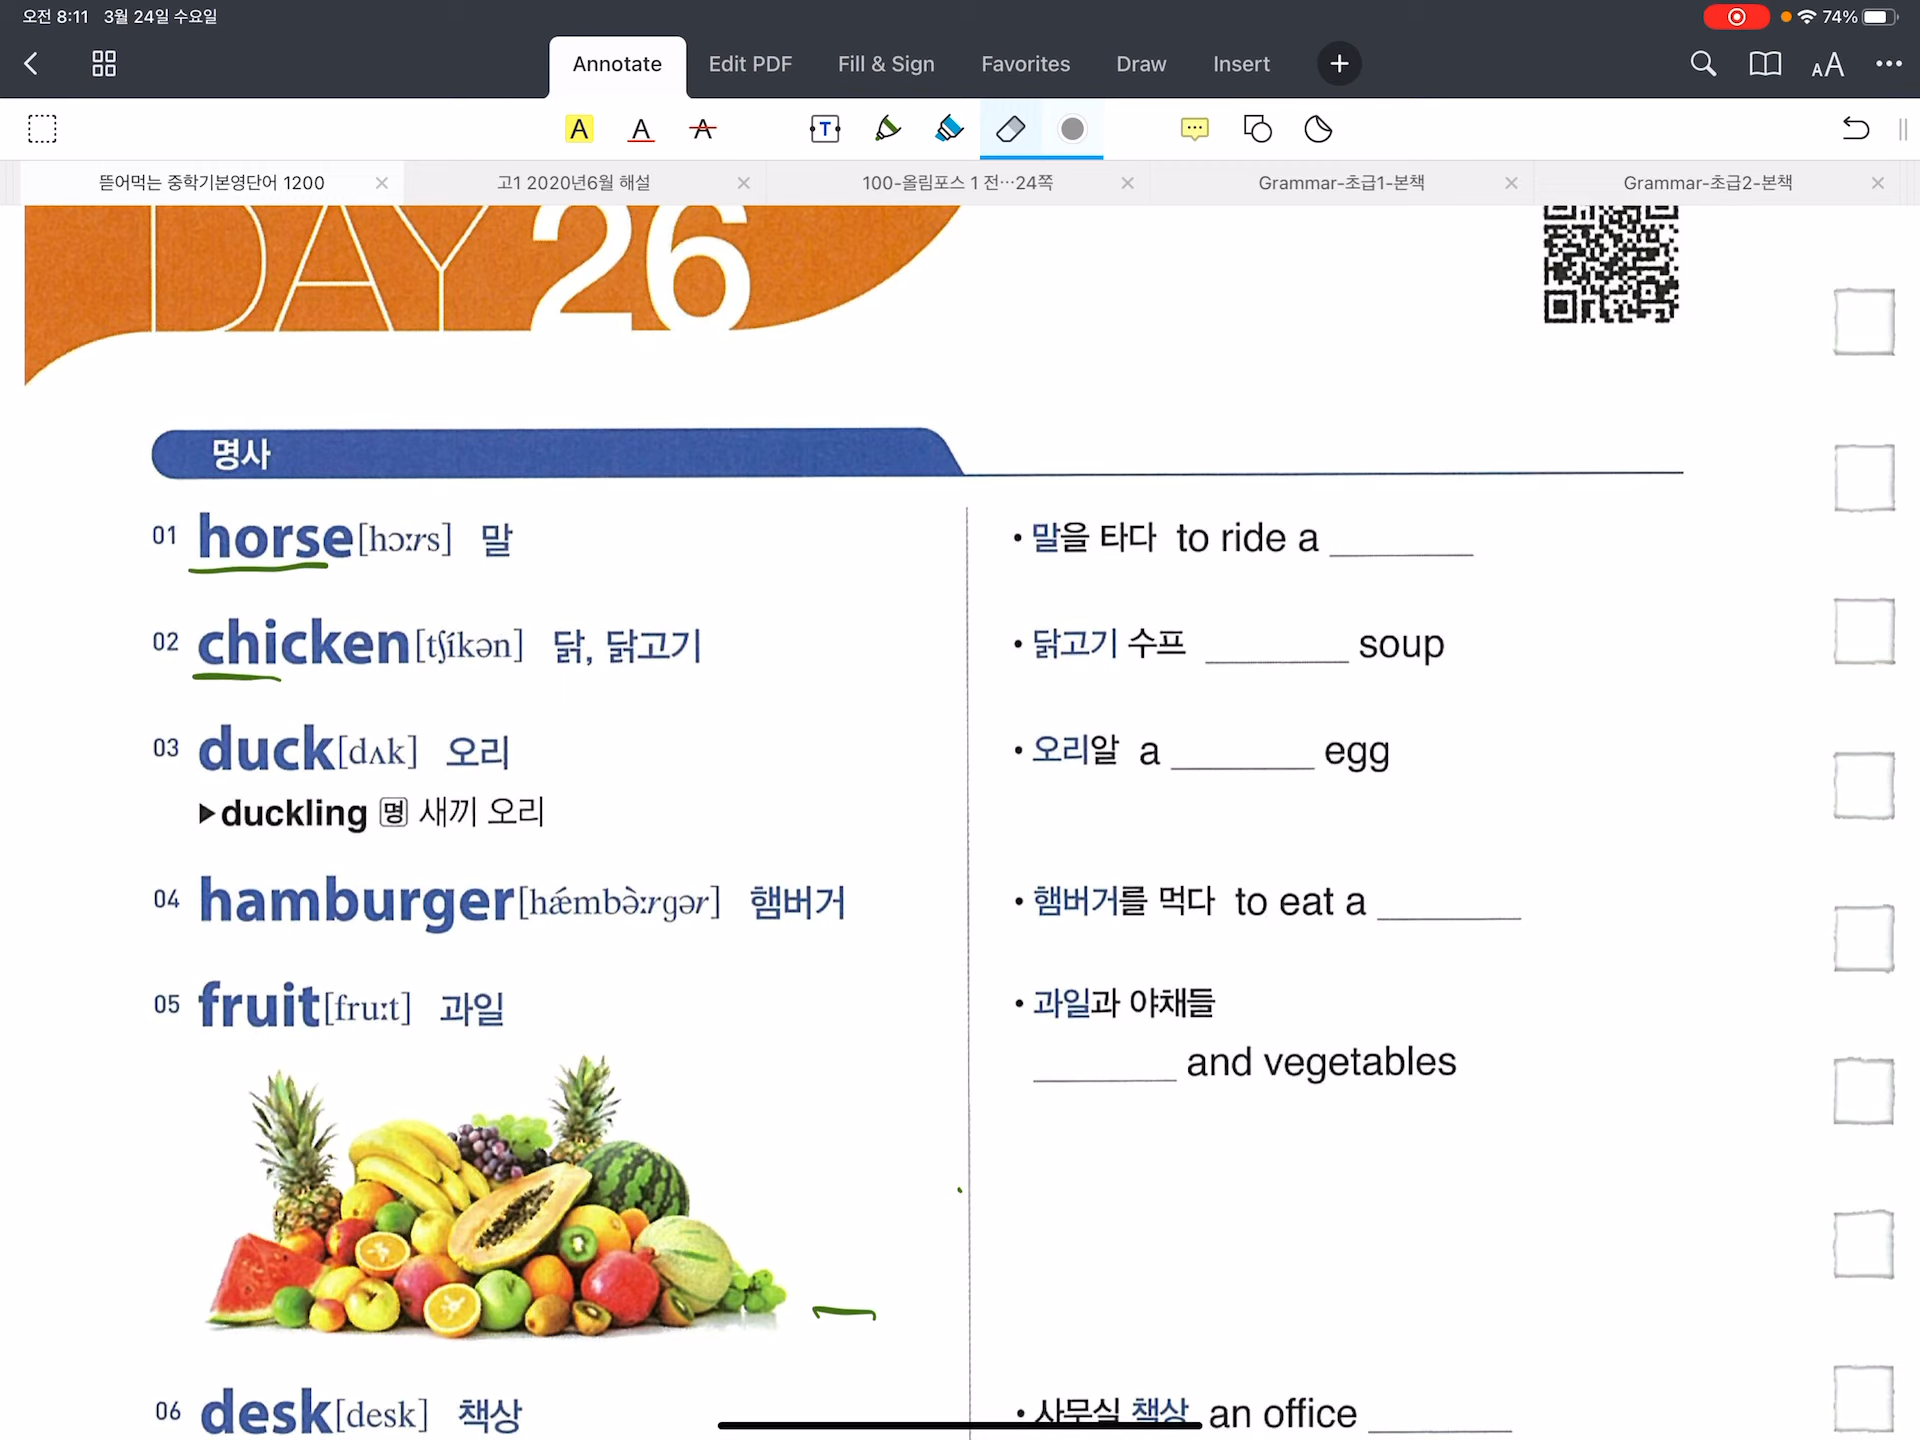 오전 8:11 3월 24일 수요일
74%
Annotate Edit PDF Fill & Sign Favorites Draw Insert
뜯어먹는 중학기본영단어 1200
고1 2020년6월 해설
100-올림포스 1 전…24쪽
Grammar-초급1-본책
Grammar-초급2-본책
DAY 26
명사
01 horse[hɔːrs] 말
• 말을 타다 to ride a ______
02 chicken[tʃíkən] 닭, 닭고기
• 닭고기 수프 ______ soup
03 duck[dʌk] 오리
• 오리알 a ______ egg
▶duckling 명 새끼 오리
04 hamburger[hǽmbə̀ːrgər] 햄버거
• 햄버거를 먹다 to eat a ______
05 fruit[fruːt] 과일
• 과일과 야채들
______ and vegetables
06 desk[desk] 책상
• 사무실 책상 an office ______